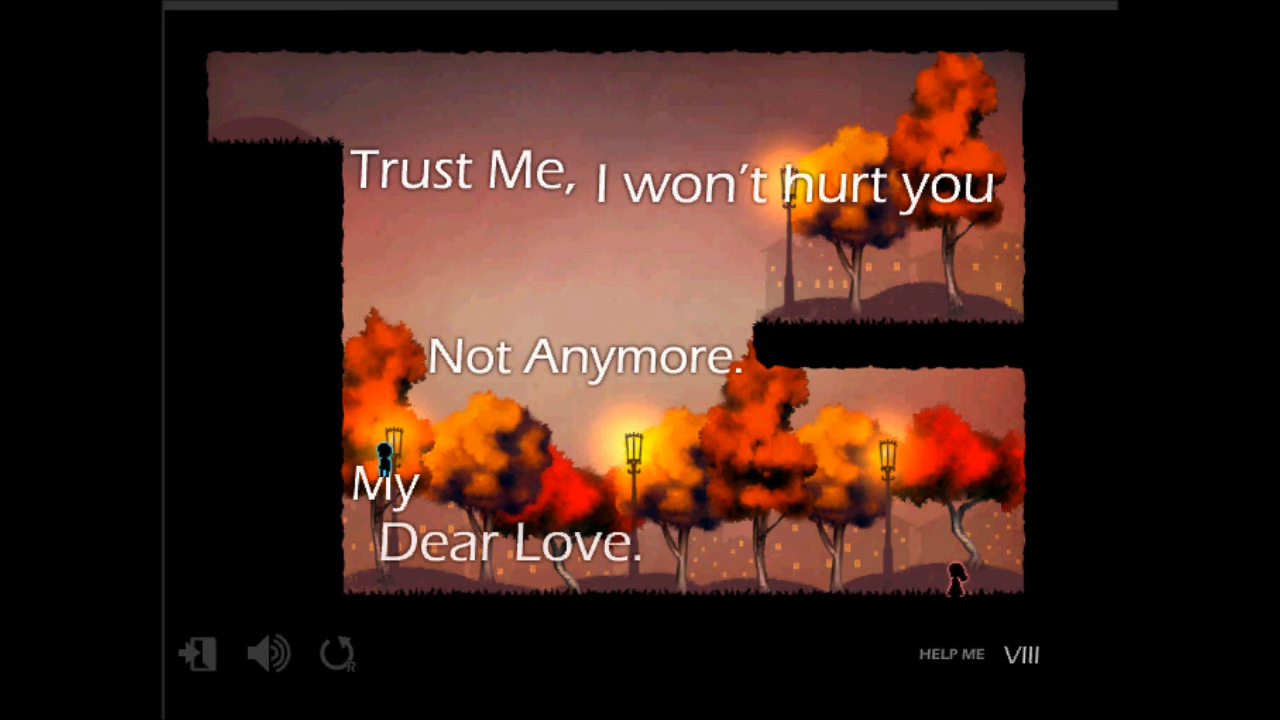 Trust Me, I won't hurt you
Not Anymore.
My
Dear Love.
R
HELP ME VIII